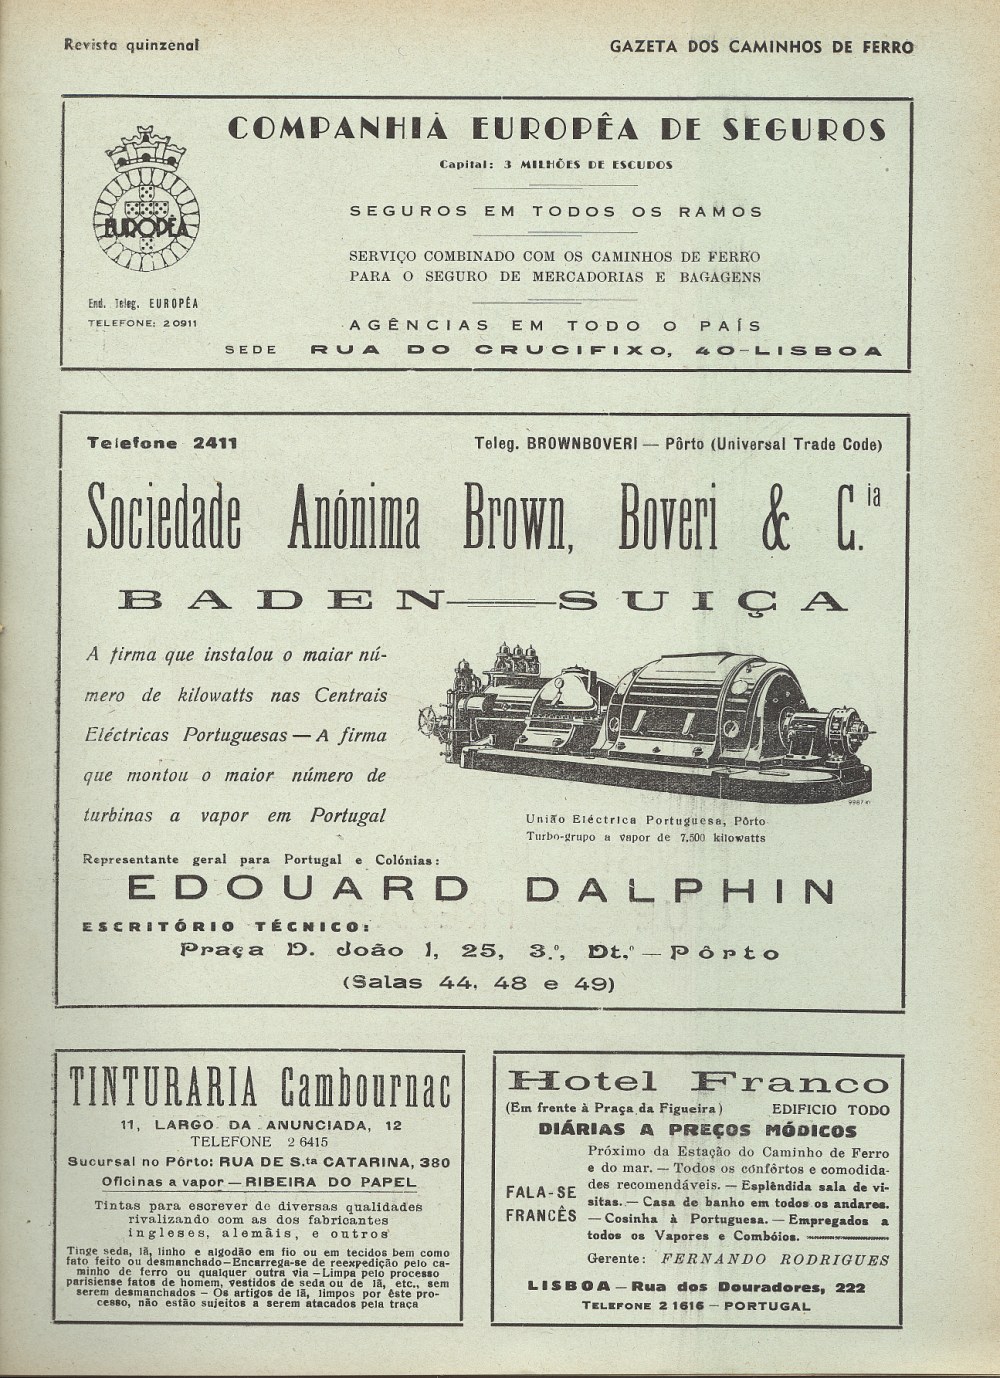 Revista quinzenal
GAZETA DOS CAMINHOS DE FERRO
COMPANHIA EUROPÊA DE SEGUROS
Capital: 3 MILHÕES DE ESCUDOS
EUROPÊA
SEGUROS EM TODOS OS RAMOS
SERVIÇO COMBINADO COM OS CAMINHOS DE FERRO
PARA O SEGURO DE MERCADORIAS E BAGAGENS
End. Teleg. EUROPÊA
TELEFONE: 20911
AGÊNCIAS EM TODO O PAÍS
SEDE RUA DO CRUCIFIXO, 40-LISBOA
Telefone 2411
Teleg. BROWNBOVERI — Pôrto (Universal Trade Code)
Sociedade Anónima Brown, Boveri & C.ia
BADEN—SUIÇA
A firma que instalou o maiar nú-
mero de kilowatts nas Centrais
Eléctricas Portuguesas — A firma
que montou o maior número de
turbinas a vapor em Portugal
União Eléctrica Portuguesa, Pôrto
Turbo-grupo a vapor de 7.500 kilowatts
Representante geral para Portugal e Colónias:
EDOUARD DALPHIN
ESCRITÓRIO TÉCNICO:
Praça D. João 1, 25, 3.º, Dt.º — Pôrto
(Salas 44, 48 e 49)
TINTURARIA Cambournac
11, LARGO DA ANUNCIADA, 12
TELEFONE 2 6415
Sucursal no Pôrto: RUA DE S.ta CATARINA, 380
Oficinas a vapor — RIBEIRA DO PAPEL
Tintas para escrever de diversas qualidades
rivalizando com as dos fabricantes
ingleses, alemãis, e outros
Tinge seda, lã, linho e algodão em fio ou em tecidos bem como
fato feito ou desmanchado—Encarrega-se de reexpedição pelo ca-
minho de ferro ou qualquer outra via — Limpa pelo processo
parisiense fatos de homem, vestidos de seda ou de lã, etc., sem
serem desmanchados — Os artigos de lã, limpos por êste pro-
cesso, não estão sujeitos a serem atacados pela traça
Hotel Franco
(Em frente à Praça da Figueira) EDIFICIO TODO
DIÁRIAS A PREÇOS MÓDICOS
FALA-SE
FRANCÊS
Próximo da Estação do Caminho de Ferro
e do mar. — Todos os confôrtos e comodida-
des recomendáveis. — Esplêndida sala de vi-
sitas. — Casa de banho em todos os andares.
— Cosinha à Portuguesa. — Empregados a
todos os Vapores e Combóios.
Gerente: FERNANDO RODRIGUES
LISBOA — Rua dos Douradores, 222
TELEFONE 2 1616 — PORTUGAL